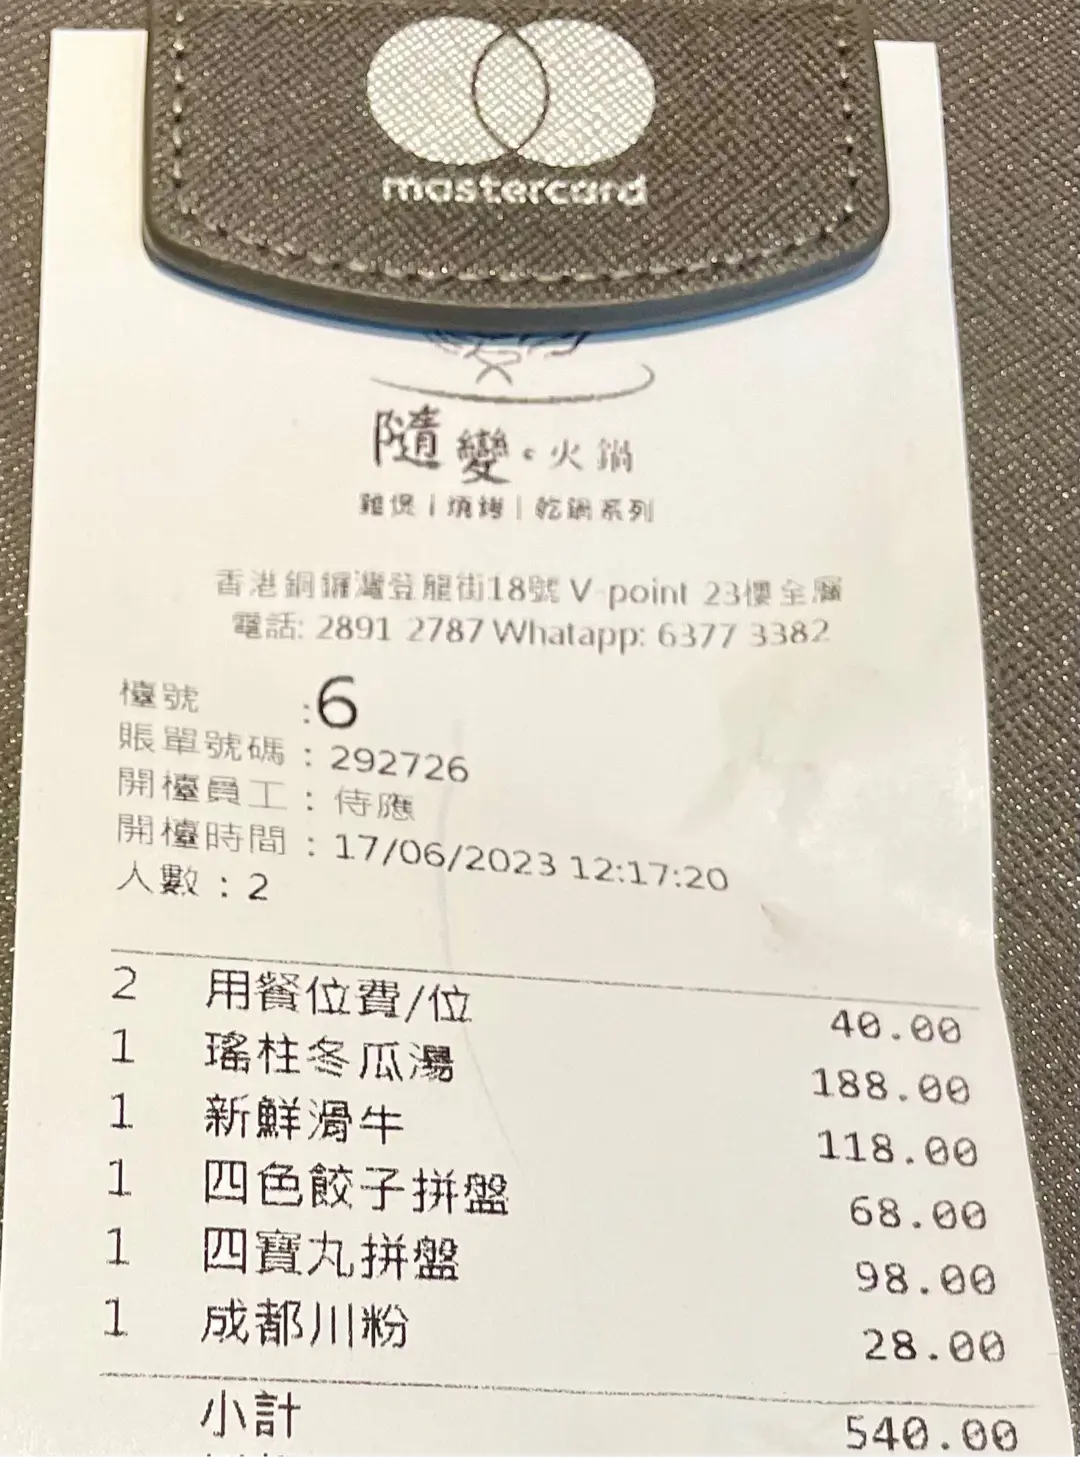 mastercard
隨變・火鍋
雞煲|燒烤|乾鍋系列
香港銅鑼灣登龍街18號 V-point 23樓全層
電話: 2891 2787 Whatapp: 6377 3382
檯號 :6
賬單號碼 : 292726
開檯員工 : 侍應
開檯時間 : 17/06/2023 12:17:20
人數 : 2
2 用餐位費/位 40.00
1 瑤柱冬瓜湯 188.00
1 新鮮滑牛 118.00
1 四色餃子拼盤 68.00
1 四寶丸拼盤 98.00
1 成都川粉 28.00
小計 540.00